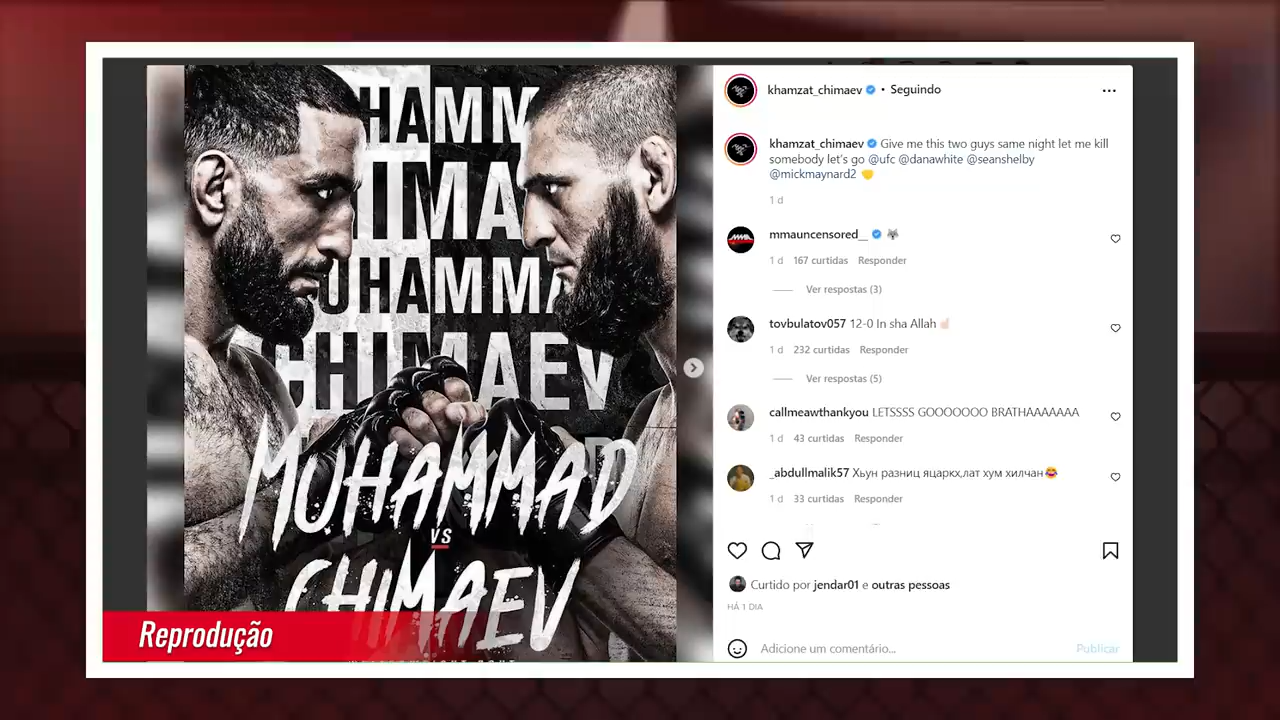 HAMM
HIMA
UHAMMA
CHIMAEV
MUHAMMAD
VS
CHIMAEV
Reprodução
khamzat_chimaev • Seguindo
khamzat_chimaev Give me this two guys same night let me kill
somebody let's go @ufc @danawhite @seanshelby
@mickmaynard2
1 d
mmauncensored__
1 d 167 curtidas Responder
Ver respostas (3)
tovbulatov057 12-0 In sha Allah
1 d 232 curtidas Responder
Ver respostas (5)
callmeawthankyou LETSSSS GOOOOOOO BRATHAAAAAAA
1 d 43 curtidas Responder
_abdullmalik57 Хьун разниц яцаркх,лат хум хилчан
1 d 33 curtidas Responder
Curtido por jendar01 e outras pessoas
HÁ 1 DIA
Adicione um comentário...
Publicar